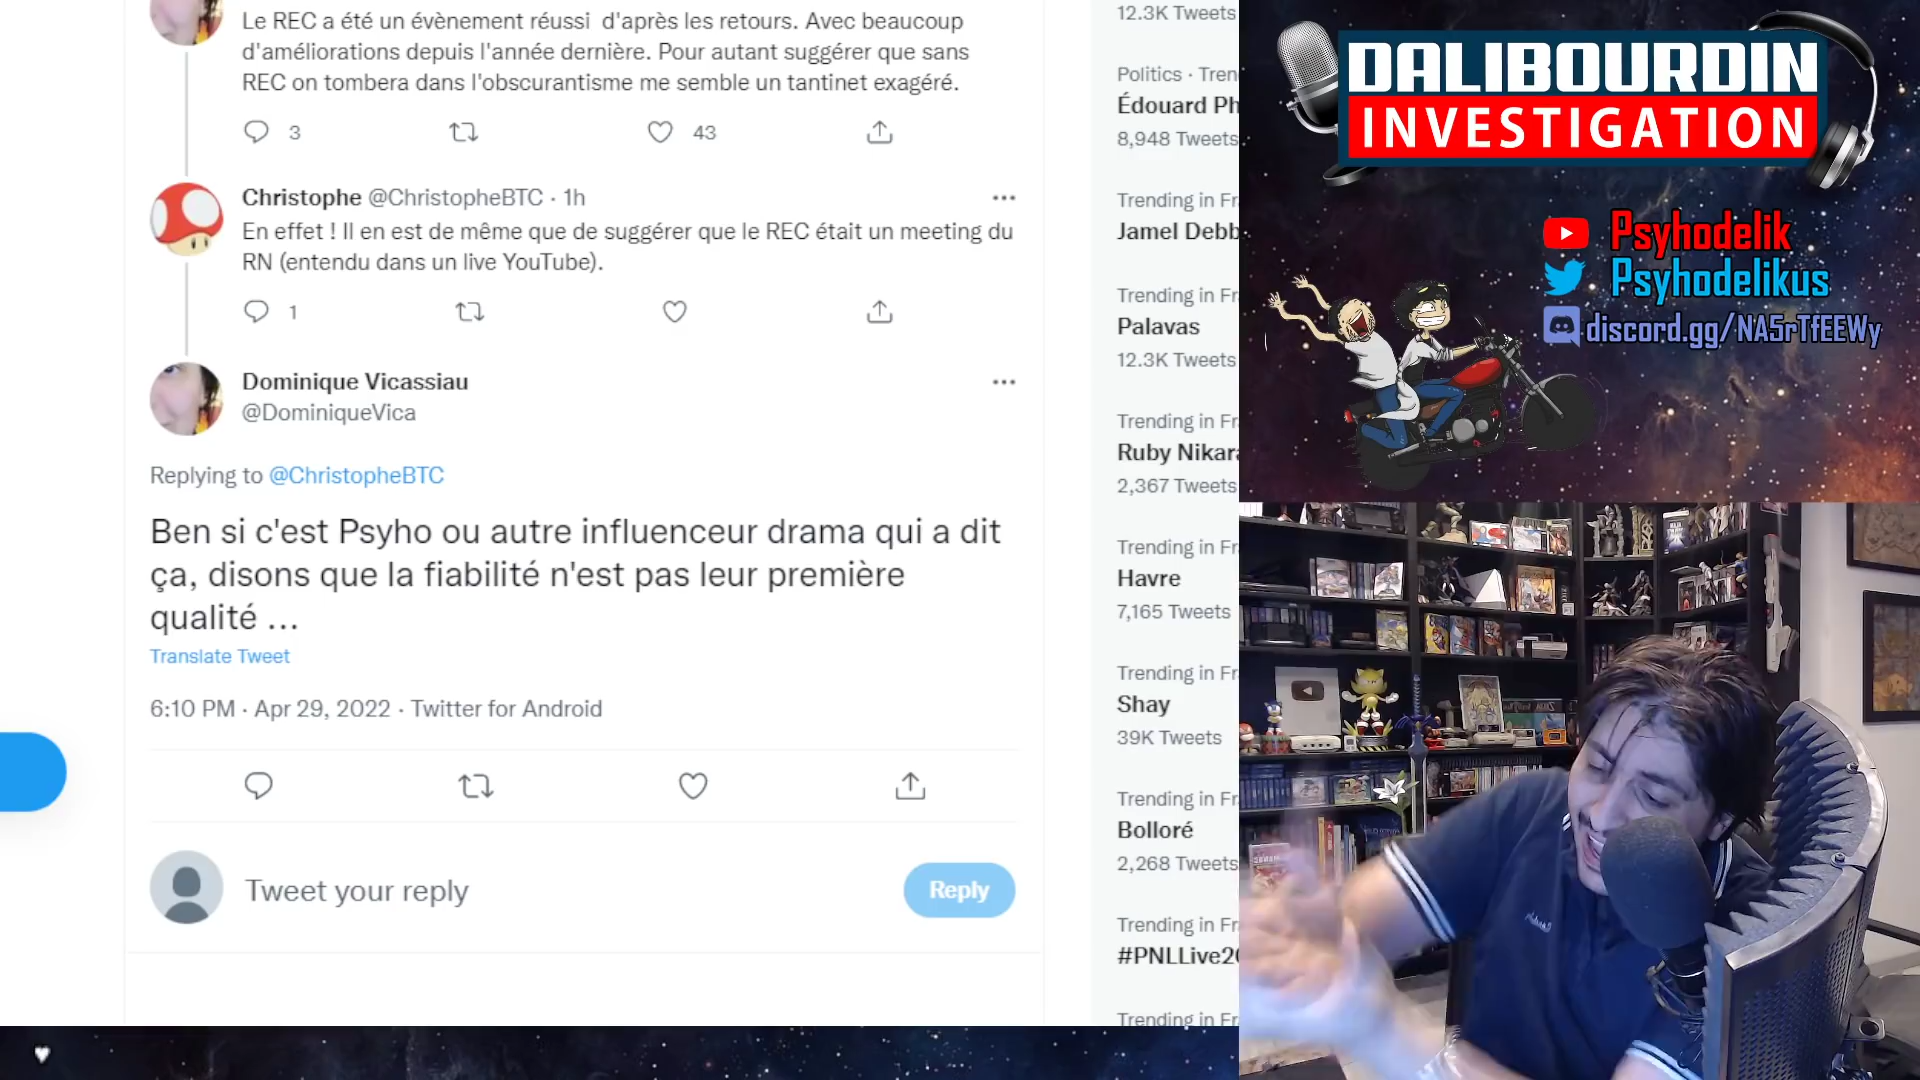 Le REC a été un évènement réussi d'après les retours. Avec beaucoup
d'améliorations depuis l'année dernière. Pour autant suggérer que sans
REC on tombera dans l'obscurantisme me semble un tantinet exagéré.
3
43
Christophe @ChristopheBTC · 1h
En effet ! Il en est de même que de suggérer que le REC était un meeting du
RN (entendu dans un live YouTube).
1
Dominique Vicassiau
@DominiqueVica
Replying to @ChristopheBTC
Ben si c'est Psyho ou autre influenceur drama qui a dit
ça, disons que la fiabilité n'est pas leur première
qualité ...
Translate Tweet
6:10 PM · Apr 29, 2022 · Twitter for Android
Tweet your reply
Reply
12.3K Tweets
Politics · Tren
Édouard Ph
8,948 Tweets
Trending in Fr
Jamel Debb
Trending in Fr
Palavas
12.3K Tweets
Trending in Fr
Ruby Nikara
2,367 Tweets
Trending in Fr
Havre
7,165 Tweets
Trending in Fr
Shay
39K Tweets
Trending in Fr
Bolloré
2,268 Tweets
Trending in Fr
#PNLLive20
Trending in Fr
DALIBOURDIN
INVESTIGATION
Psyhodelik
Psyhodelikus
discord.gg/NA5rTfEEWy